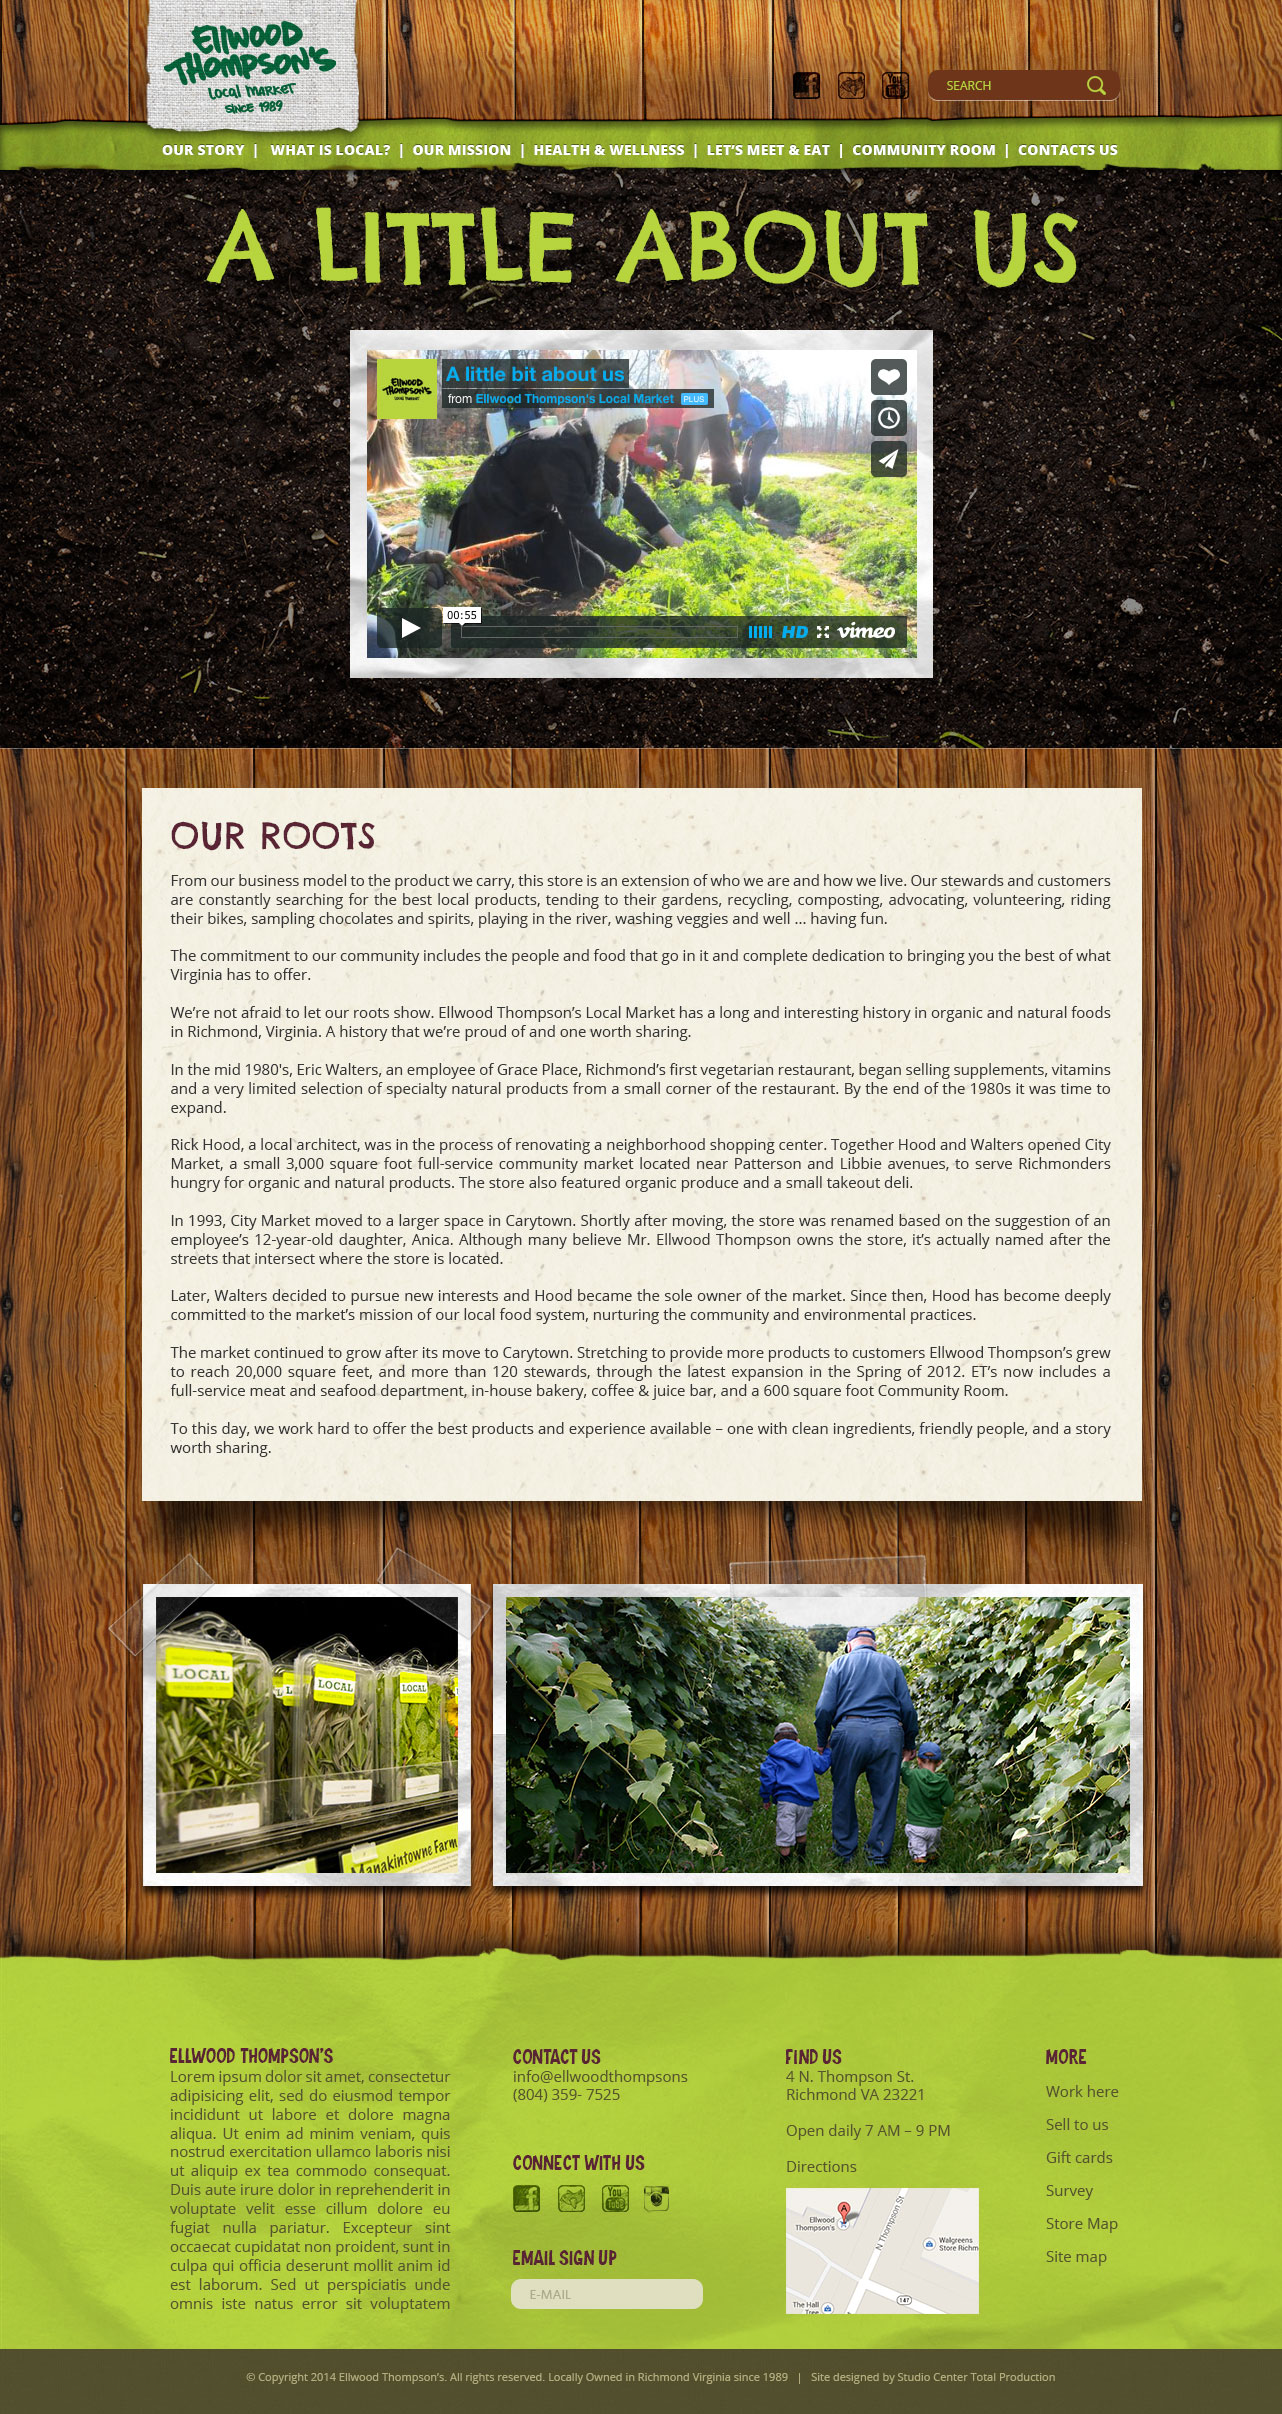 Ellwood
Thompson's
Local Market
since 1989
SEARCH
OUR STORY | WHAT IS LOCAL? | OUR MISSION | HEALTH & WELLNESS | LET'S MEET & EAT | COMMUNITY ROOM | CONTACTS US
A LITTLE ABOUT US
Ellwood
Thompson's
Local Market
A little bit about us
from Ellwood Thompson's Local Market PLUS
00:55
HD vimeo
OUR ROOTS
From our business model to the product we carry, this store is an extension of who we are and how we live. Our stewards and customers
are constantly searching for the best local products, tending to their gardens, recycling, composting, advocating, volunteering, riding
their bikes, sampling chocolates and spirits, playing in the river, washing veggies and well ... having fun.
The commitment to our community includes the people and food that go in it and complete dedication to bringing you the best of what
Virginia has to offer.
We're not afraid to let our roots show. Ellwood Thompson's Local Market has a long and interesting history in organic and natural foods
in Richmond, Virginia. A history that we're proud of and one worth sharing.
In the mid 1980's, Eric Walters, an employee of Grace Place, Richmond's first vegetarian restaurant, began selling supplements, vitamins
and a very limited selection of specialty natural products from a small corner of the restaurant. By the end of the 1980s it was time to
expand.
Rick Hood, a local architect, was in the process of renovating a neighborhood shopping center. Together Hood and Walters opened City
Market, a small 3,000 square foot full-service community market located near Patterson and Libbie avenues, to serve Richmonders
hungry for organic and natural products. The store also featured organic produce and a small takeout deli.
In 1993, City Market moved to a larger space in Carytown. Shortly after moving, the store was renamed based on the suggestion of an
employee's 12-year-old daughter, Anica. Although many believe Mr. Ellwood Thompson owns the store, it's actually named after the
streets that intersect where the store is located.
Later, Walters decided to pursue new interests and Hood became the sole owner of the market. Since then, Hood has become deeply
committed to the market's mission of our local food system, nurturing the community and environmental practices.
The market continued to grow after its move to Carytown. Stretching to provide more products to customers Ellwood Thompson's grew
to reach 20,000 square feet, and more than 120 stewards, through the latest expansion in the Spring of 2012. ET's now includes a
full-service meat and seafood department, in-house bakery, coffee & juice bar, and a 600 square foot Community Room.
To this day, we work hard to offer the best products and experience available – one with clean ingredients, friendly people, and a story
worth sharing.
LOCAL
LOCAL
LOCAL
Rosemary
Manakintowne Farm
ELLWOOD THOMPSON'S
Lorem ipsum dolor sit amet, consectetur
adipisicing elit, sed do eiusmod tempor
incididunt ut labore et dolore magna
aliqua. Ut enim ad minim veniam, quis
nostrud exercitation ullamco laboris nisi
ut aliquip ex tea commodo consequat.
Duis aute irure dolor in reprehenderit in
voluptate velit esse cillum dolore eu
fugiat nulla pariatur. Excepteur sint
occaecat cupidatat non proident, sunt in
culpa qui officia deserunt mollit anim id
est laborum. Sed ut perspiciatis unde
omnis iste natus error sit voluptatem
CONTACT US
info@ellwoodthompsons
(804) 359- 7525
CONNECT WITH US
You
Tube
EMAIL SIGN UP
E-MAIL
FIND US
4 N. Thompson St.
Richmond VA 23221
Open daily 7 AM – 9 PM
Directions
A
Ellwood
Thompson's
N Thompson St
Walgreens
Store Richm
147
The Hall
Tree
MORE
Work here
Sell to us
Gift cards
Survey
Store Map
Site map
© Copyright 2014 Ellwood Thompson's. All rights reserved. Locally Owned in Richmond Virginia since 1989 | Site designed by Studio Center Total Production